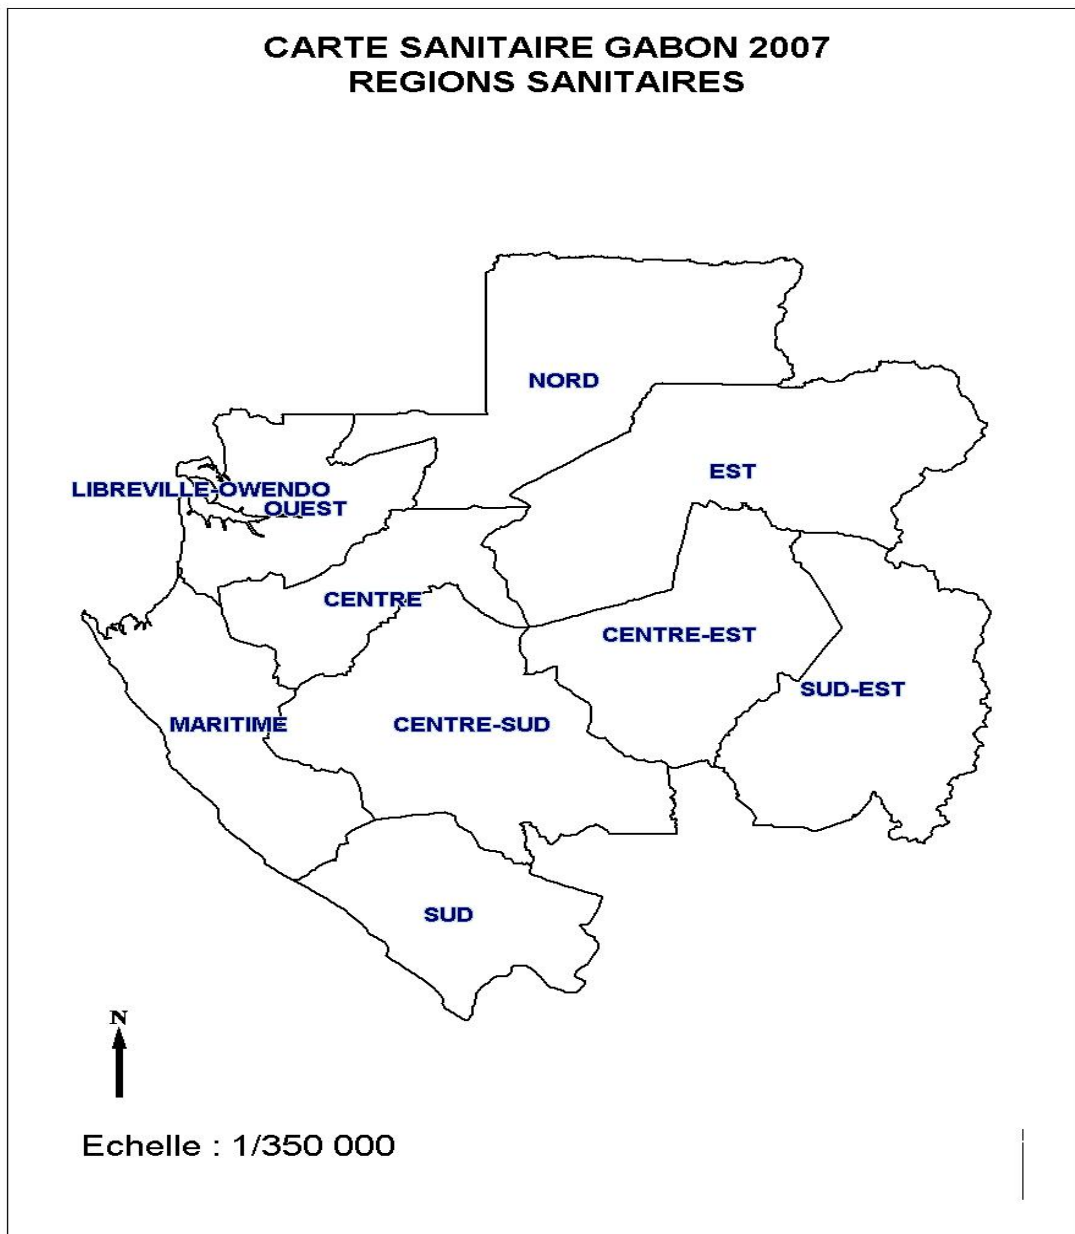 CARTE SANITAIRE GABON 2007
REGIONS SANITAIRES
NORD
EST
LIBREVILLE-OWENDO
OUEST
CENTRE
CENTRE-EST
SUD-EST
MARITIME
CENTRE-SUD
SUD
N
Echelle : 1/350 000